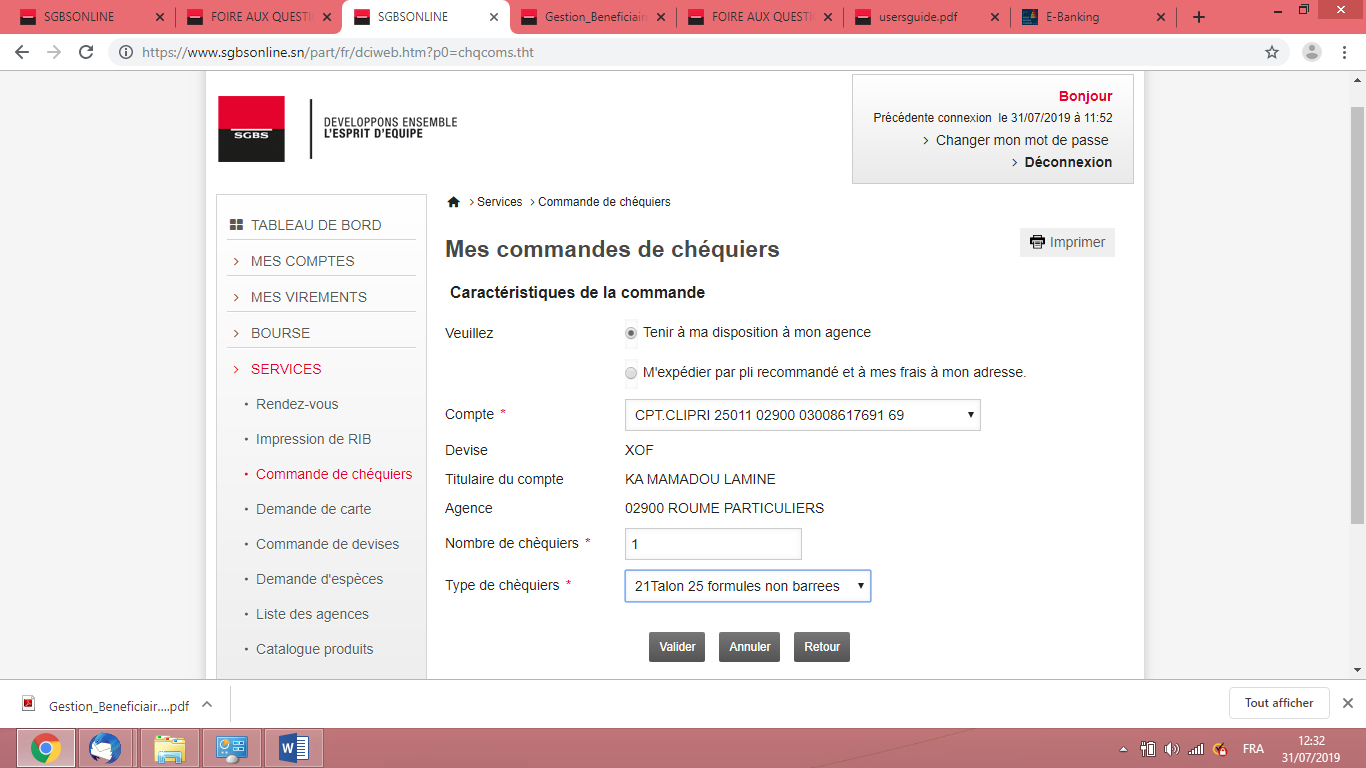 SGBSONLINE
FOIRE AUX QUESTI
SGBSONLINE
Gestion_Beneficiair
FOIRE AUX QUESTI
usersguide.pdf
E-Banking
https://www.sgbsonline.sn/part/fr/dciweb.htm?p0=chqcoms.tht
SGBS
DEVELOPPONS ENSEMBLE
L'ESPRIT D'EQUIPE
Bonjour
Précédente connexion le 31/07/2019 à 11:52
> Changer mon mot de passe
> Déconnexion
TABLEAU DE BORD
> MES COMPTES
> MES VIREMENTS
> BOURSE
> SERVICES
• Rendez-vous
• Impression de RIB
• Commande de chéquiers
• Demande de carte
• Commande de devises
• Demande d'espèces
• Liste des agences
• Catalogue produits
> Services > Commande de chéquiers
Mes commandes de chéquiers
Imprimer
Caractéristiques de la commande
Veuillez
Tenir à ma disposition à mon agence
M'expédier par pli recommandé et à mes frais à mon adresse.
Compte * CPT.CLIPRI 25011 02900 03008617691 69
Devise XOF
Titulaire du compte KA MAMADOU LAMINE
Agence 02900 ROUME PARTICULIERS
Nombre de chèquiers * 1
Type de chèquiers * 21Talon 25 formules non barrees
Valider Annuler Retour
Gestion_Beneficiair....pdf
Tout afficher
FRA
12:32
31/07/2019